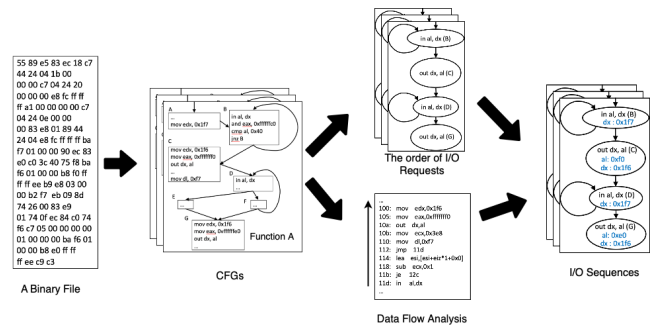 55 89 e5 83 ec 18 c7
44 24 04 1b 00
00 00 c7 04 24 20
00 00 00 e8 fc ff ff
ff a1 00 00 00 00 c7
04 24 0e 00 00
00 83 e8 01 89 44
24 04 e8 fc ff ff ff ba
f7 01 00 00 90 ec 83
e0 c0 3c 40 75 f8 ba
f6 01 00 00 b8 f0 ff
ff ff ee b9 e8 03 00
00 b2 f7 eb 09 8d
74 26 00 83 e9
01 74 0f ec 84 c0 74
f6 c7 05 00 00 00 00
01 00 00 00 ba f6 01
00 00 b8 e0 ff ff
ff ee c9 c3
A Binary File
A
...
mov edx, 0x1f7
B
in al, dx
and eax, 0xffffffc0
cmp al, 0x40
jnz B
C
mov edx, 0x1f6
mov eax, 0xfffffff0
out dx, al
...
mov dl, 0xf7
D
in al, dx
...
E
...
F
...
G
mov edx, 0x1f6
mov eax, 0xffffffe0
out dx, al
...
Function A
CFGs
in al, dx (B)
out dx, al (C)
in al, dx (D)
out dx, al (G)
The order of I/O
Requests
...
100: mov edx,0x1f6
105: mov eax,0xfffffff0
10a: out dx,al
10b: mov ecx,0x3e8
110: mov dl,0xf7
112: jmp 11d
114: lea esi,[esi+eiz*1+0x0]
118: sub ecx,0x1
11b: je 12c
11d: in al,dx
...
Data Flow Analysis
in al, dx (B)
dx : 0x1f7
out dx, al (C)
al: 0xf0
dx : 0x1f6
in al, dx (D)
dx : 0x1f7
out dx, al (G)
al: 0xe0
dx : 0x1f6
I/O Sequences